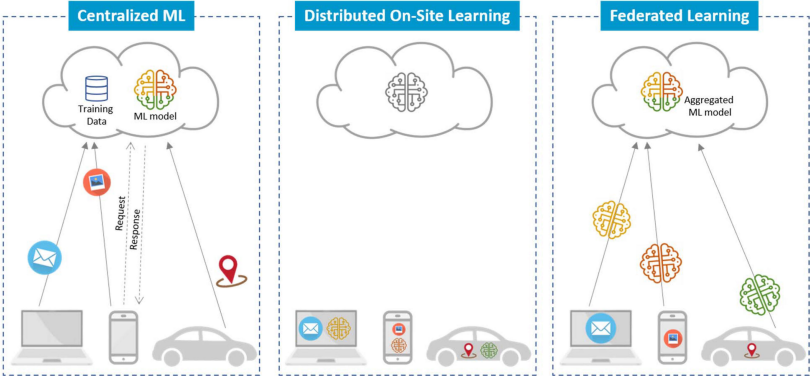 Centralized ML
Distributed On-Site Learning
Federated Learning
Training
Data
ML model
Request
Response
Aggregated
ML model